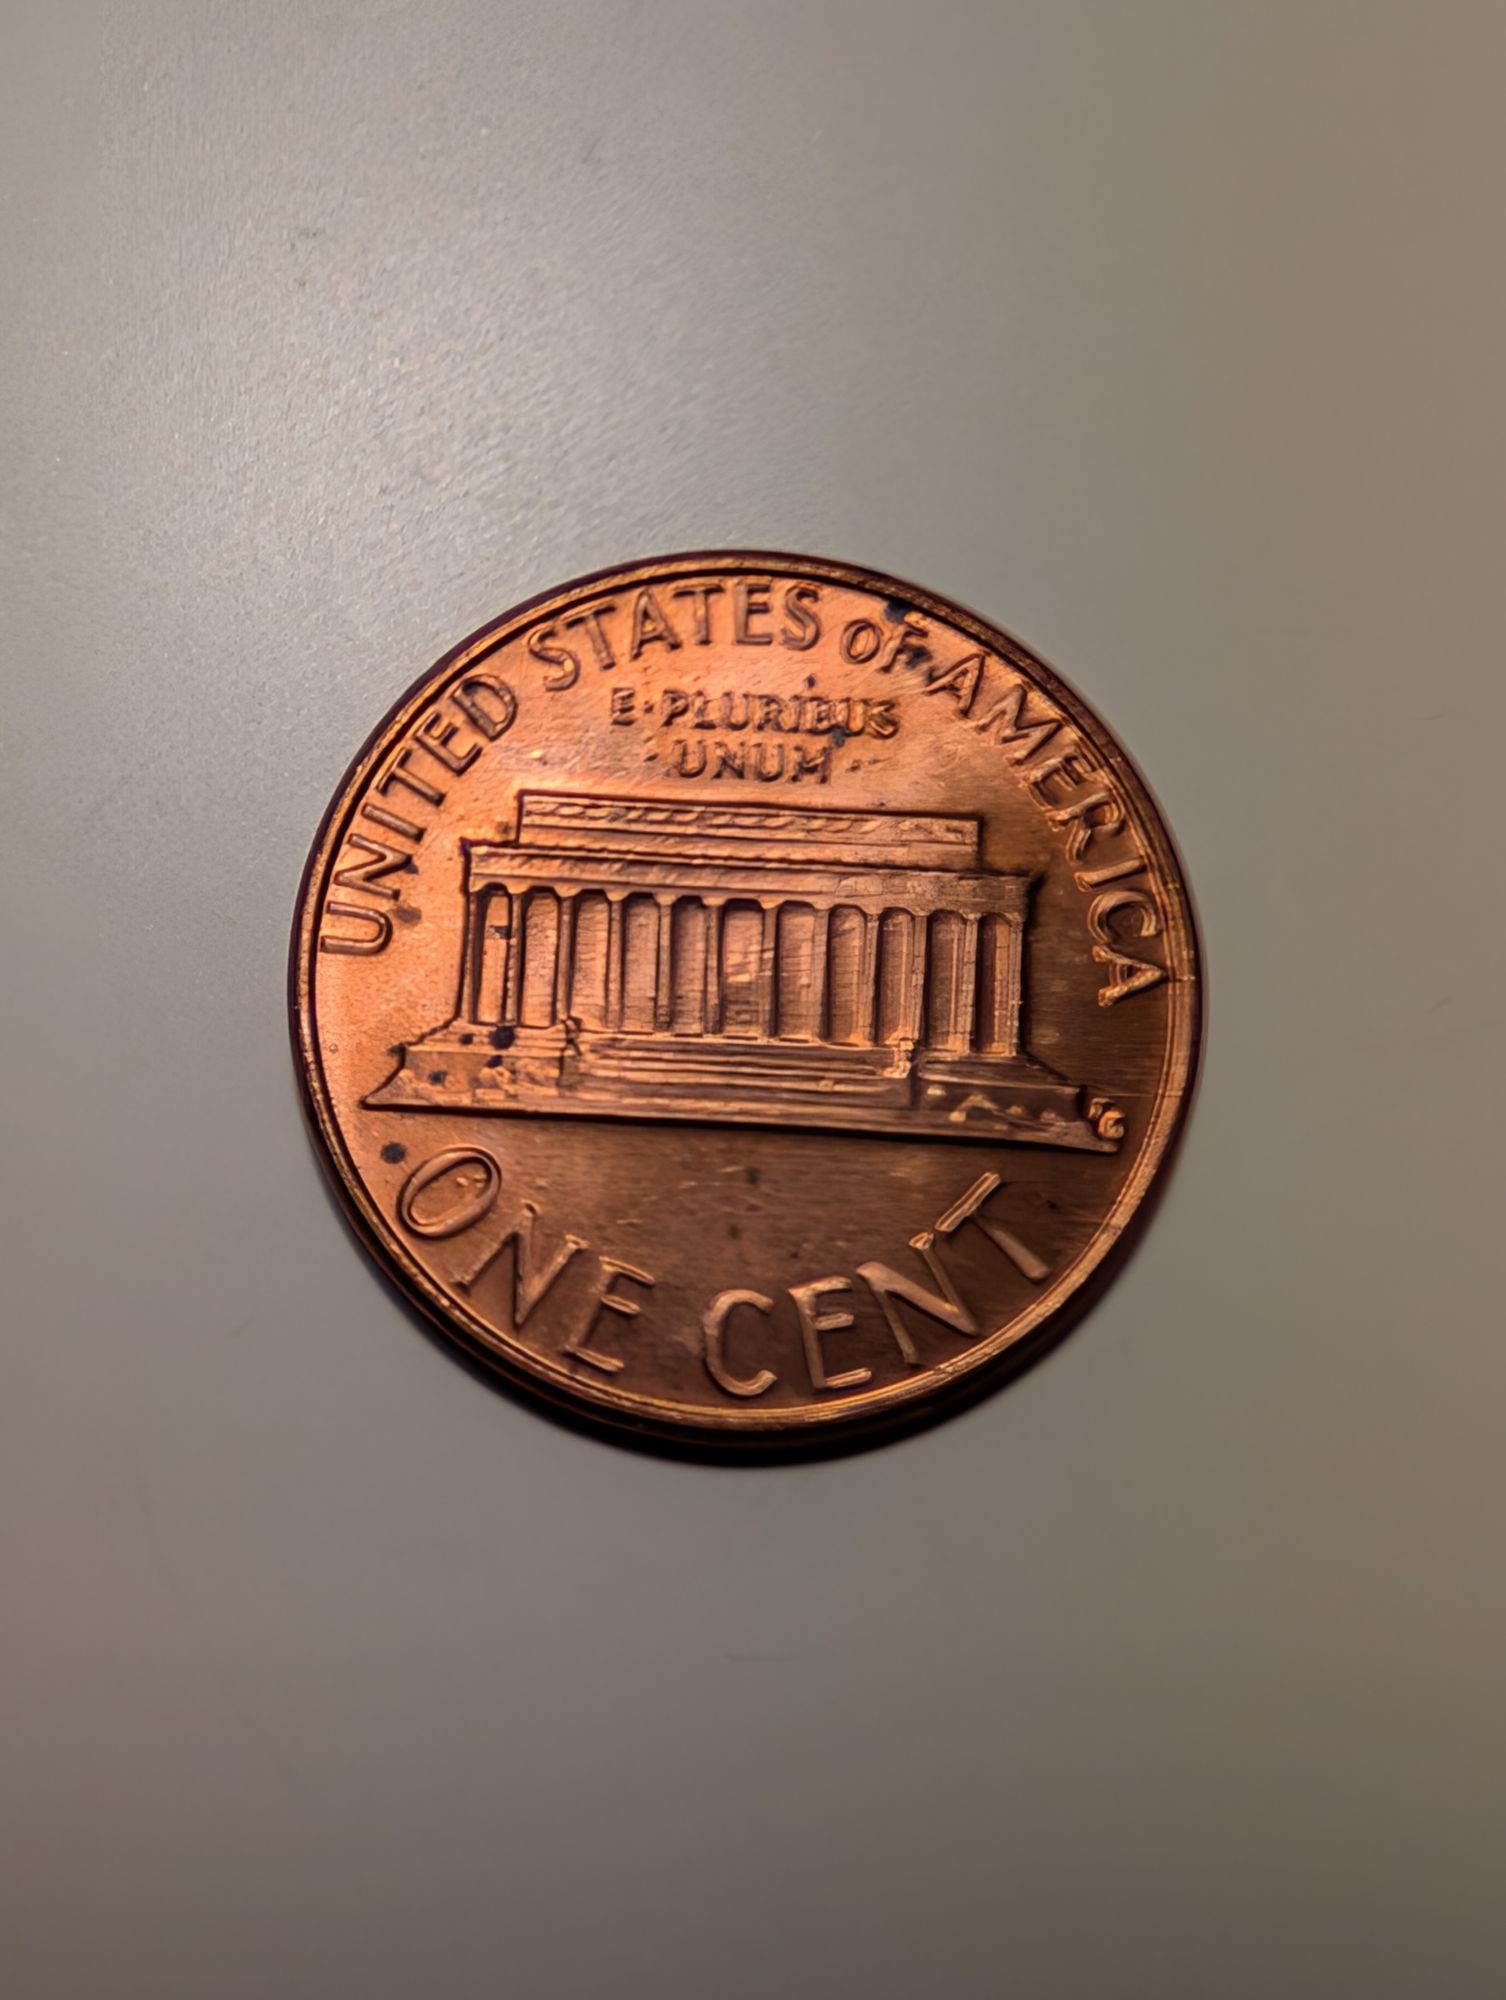 UNITED STATES OF AMERICA
E·PLURIBUS
·UNUM·
ONE CENT